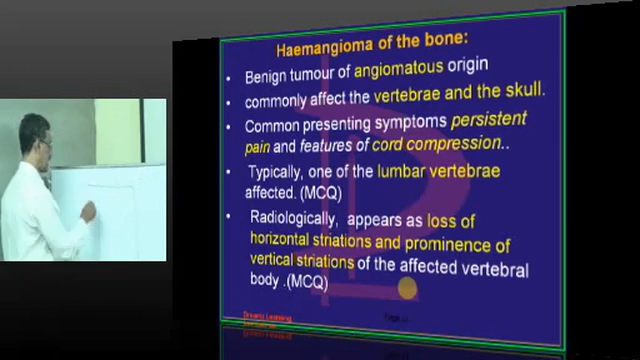 Haemangioma of the bone:
• Benign tumour of angiomatous origin
• commonly affect the vertebrae and the skull.
• Common presenting symptoms persistent
pain and features of cord compression..
• Typically, one of the lumbar vertebrae
affected. (MCQ)
• Radiologically, appears as loss of
horizontal striations and prominence of
vertical striations of the affected vertebral
body .(MCQ)
Dreams Learning